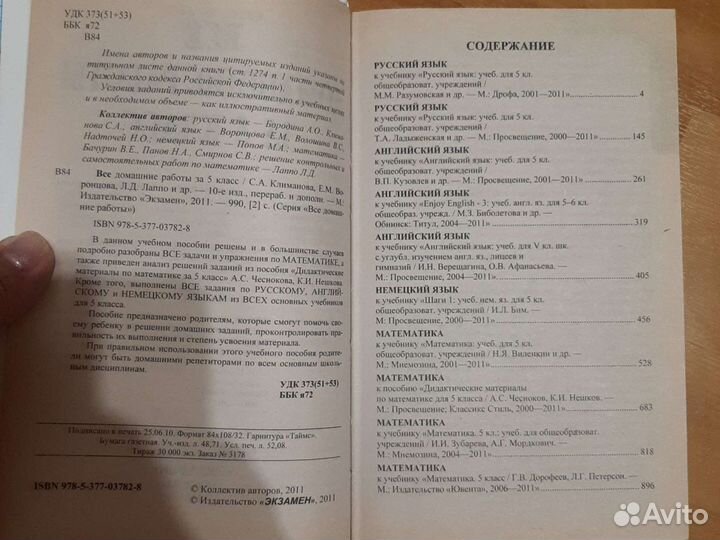 УДК 373(51+53)
ББК я72
В84
Имена авторов и названия цитируемых изданий указаны на
титульном листе данной книги (ст. 1274 п. 1 части четвертой
Гражданского кодекса Российской Федерации).
Условия заданий приводятся исключительно в учебных целях
и в необходимом объеме — как иллюстративный материал.
Коллектив авторов: русский язык — Бородина А.О., Клима-
нова С.А., английский язык — Воронцова Е.М., Волошина В.С.,
Надточей Н.О.; немецкий язык — Попов М.А.; математика —
Бачурин В.Е., Панов Н.А., Смирнов С.В.; решение контрольных и
самостоятельных работ по математике — Лаппо Л.Д.
В84
Все домашние работы за 5 класс / С.А. Климанова, Е.М. Во-
ронцова, Л.Д. Лаппо и др. — 10-е изд., перераб. и доп. — М.:
Издательство «Экзамен», 2011. — 990, [2] с. (Серия «Все домаш-
ние работы»)
ISBN 978-5-377-03782-8
В данном учебном пособии решены и в большинстве случаев
подробно разобраны ВСЕ задачи и упражнения по МАТЕМАТИКЕ, а
также приведен анализ решений заданий из пособия «Дидактические
материалы по математике за 5 класс» А.С. Чеснокова, К.И. Нешкова.
Кроме того, выполнены ВСЕ задания по РУССКОМУ, АНГЛИЙ-
СКОМУ и НЕМЕЦКОМУ ЯЗЫКАМ из ВСЕХ основных учебников
для 5 класса.
Пособие предназначено родителям, которые смогут помочь свое-
му ребенку в решении домашних заданий, проконтролировать пра-
вильность их выполнения и степень усвоения материала.
При правильном использовании этого учебного пособия родите-
ли могут быть домашними репетиторами по всем основным школь-
ным дисциплинам.
УДК 373(51+53)
ББК я72
Подписано в печать 25.06.10. Формат 84х108/32. Гарнитура «Таймс».
Бумага газетная. Уч.-изд. л. 48,71. Усл. печ. л. 52,08.
Тираж 30 000 экз. Заказ № 3178
ISBN 978-5-377-03782-8
© Коллектив авторов, 2011
© Издательство «ЭКЗАМЕН», 2011
СОДЕРЖАНИЕ
РУССКИЙ ЯЗЫК
к учебнику «Русский язык: учеб. для 5 кл.
общеобразоват. учреждений /
М.М. Разумовская и др. — М.: Дрофа, 2001—2011» 4
РУССКИЙ ЯЗЫК
к учебнику «Русский язык: учеб. для 5 кл.
общеобразоват. учреждений /
Т.А. Ладыженская и др. — М.: Просвещение, 2000—2011» 145
АНГЛИЙСКИЙ ЯЗЫК
к учебнику «Английский язык: учеб. для 5 кл.
общеобразоват. учреждений /
В.П. Кузовлев и др. — М.: Просвещение, 2001—2011» 261
АНГЛИЙСКИЙ ЯЗЫК
к учебнику «Enjoy English - 3: учеб. англ. яз. для 5–6 кл.
общеобраз. учрежд. / М.З. Биболетова и др. —
Обнинск: Титул, 2004—2011» 319
АНГЛИЙСКИЙ ЯЗЫК
к учебнику «Английский язык: учеб. для V кл. шк.
с углубл. изучением англ. яз., лицеев и
гимназий / И.Н. Верещагина, О.В. Афанасьева. —
М.: Просвещение, 2004—2011» 405
НЕМЕЦКИЙ ЯЗЫК
к учебнику «Шаги 1: учеб. нем. яз. для 5 кл.
общеобразоват. учреждений / И.Л. Бим. —
М: Просвещение, 2000—2011» 456
МАТЕМАТИКА
к учебнику «Математика: учеб. для 5 кл.
общеобразоват. учреждений / Н.Я. Виленкин и др. —
М.: Мнемозина, 2001—2011» 528
МАТЕМАТИКА
к пособию «Дидактические материалы
по математике для 5 класса / А.С. Чесноков, К.И. Нешков. —
М.: Просвещение; Классикс Стиль, 2000—2011» 683
МАТЕМАТИКА
к учебнику «Математика. 5 кл.: учеб. для общеобразоват.
учреждений / И.И. Зубарева, А.Г. Мордкович. —
М.: Мнемозина, 2004—2011» 818
МАТЕМАТИКА
к учебнику «Математика. 5 класс / Г.В. Дорофеев, Л.Г. Петерсон. —
М.: Издательство «Ювента», 2006—2011» 896
Avito